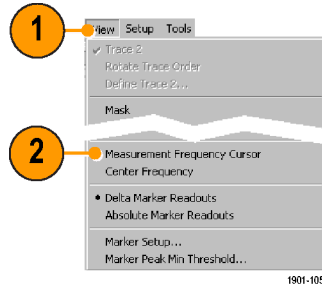 1
View Setup Tools
Trace 2
Rotate Trace Order
Define Trace 2...
Mask
2
Measurement Frequency Cursor
Center Frequency
Delta Marker Readouts
Absolute Marker Readouts
Marker Setup...
Marker Peak Min Threshold...
1901-105